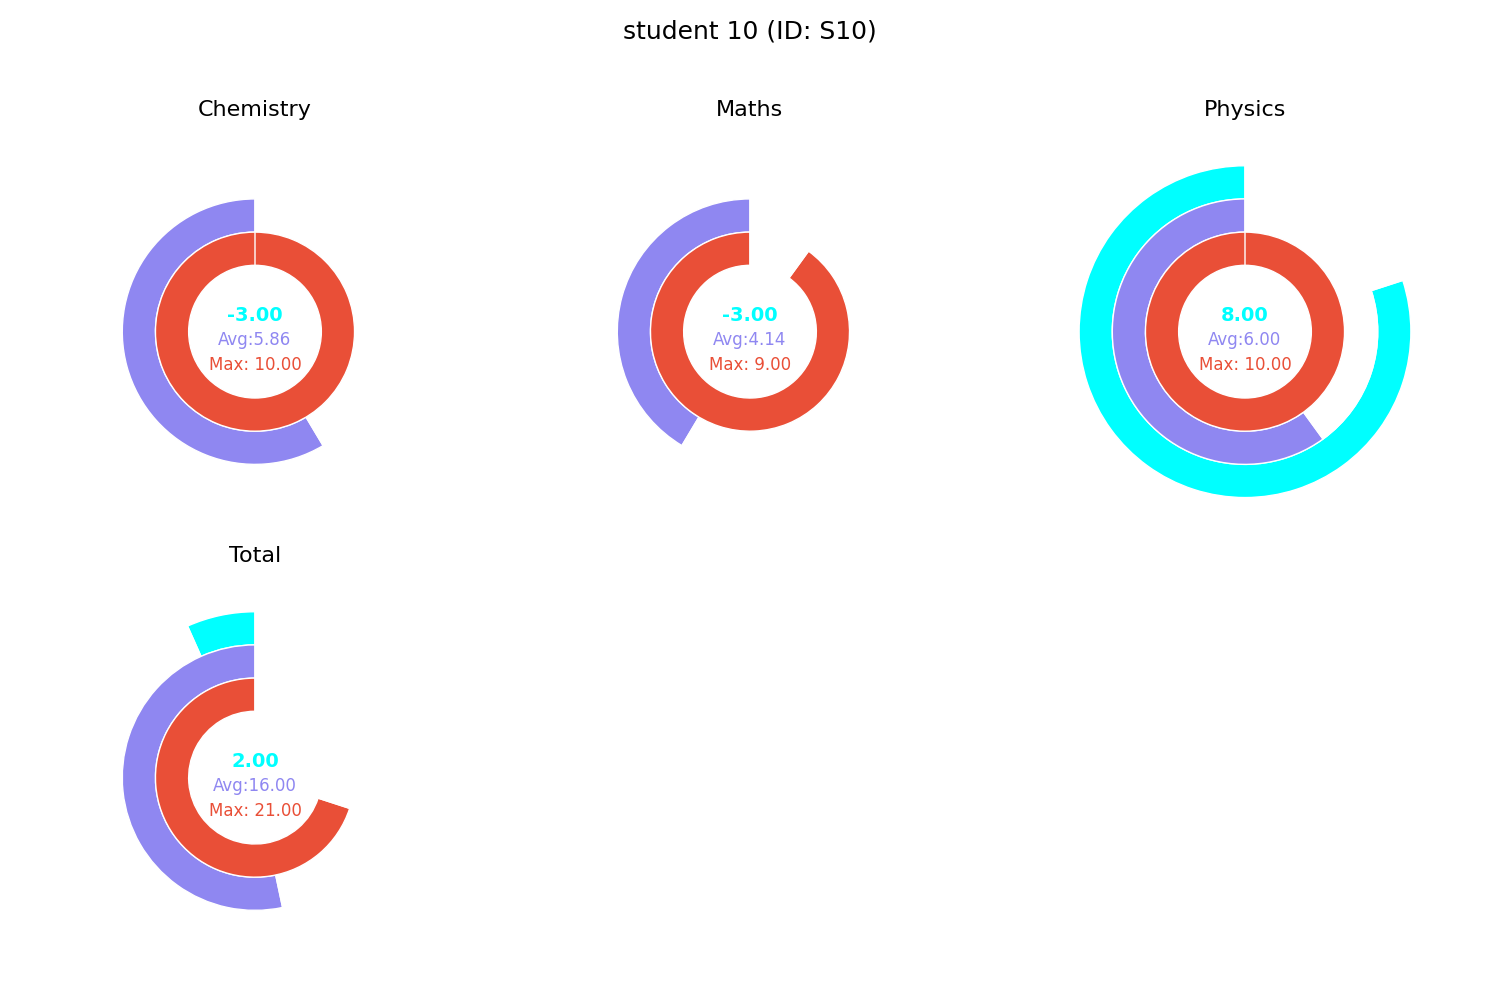 student 10 (ID: S10)
Chemistry
-3.00
Avg:5.86
Max: 10.00
Maths
-3.00
Avg:4.14
Max: 9.00
Physics
8.00
Avg:6.00
Max: 10.00
Total
2.00
Avg:16.00
Max: 21.00